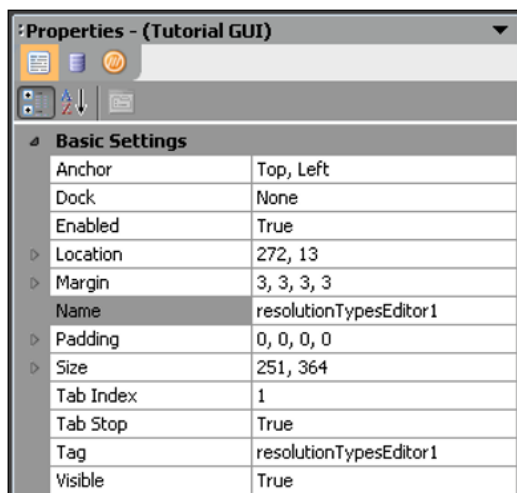 Properties - (Tutorial GUI)
Basic Settings
Anchor Top, Left
Dock None
Enabled True
Location 272, 13
Margin 3, 3, 3, 3
Name resolutionTypesEditor1
Padding 0, 0, 0, 0
Size 251, 364
Tab Index 1
Tab Stop True
Tag resolutionTypesEditor1
Visible True